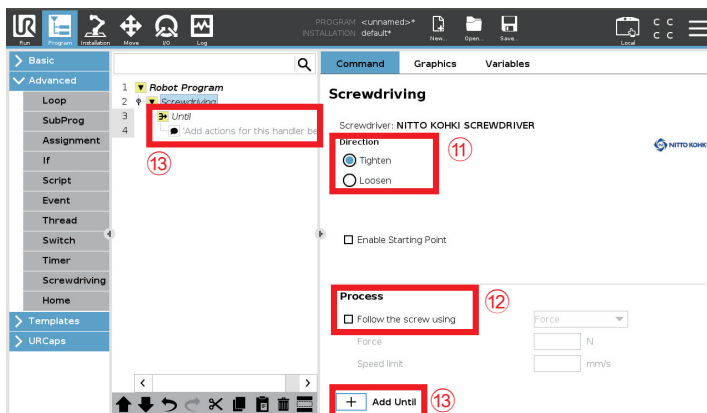 PROGRAM <unnamed>*
INSTALLATION default*
Run Program Installation Move I/O Log New... Open... Save... Local
C C
C C
Basic
Advanced
Loop
SubProg
Assignment
If
Script
Event
Thread
Switch
Timer
Screwdriving
Home
Templates
URCaps
1 Robot Program
2 Screwdriving
3 Until
4 'Add actions for this handler be
⑬
Command Graphics Variables
Screwdriving
Screwdriver: NITTO KOHKI SCREWDRIVER
Direction
Tighten
Loosen
⑪
NITTO KOHKI
Enable Starting Point
Process
⑫
Follow the screw using Force
Force N
Speed limit mm/s
+ Add Until ⑬